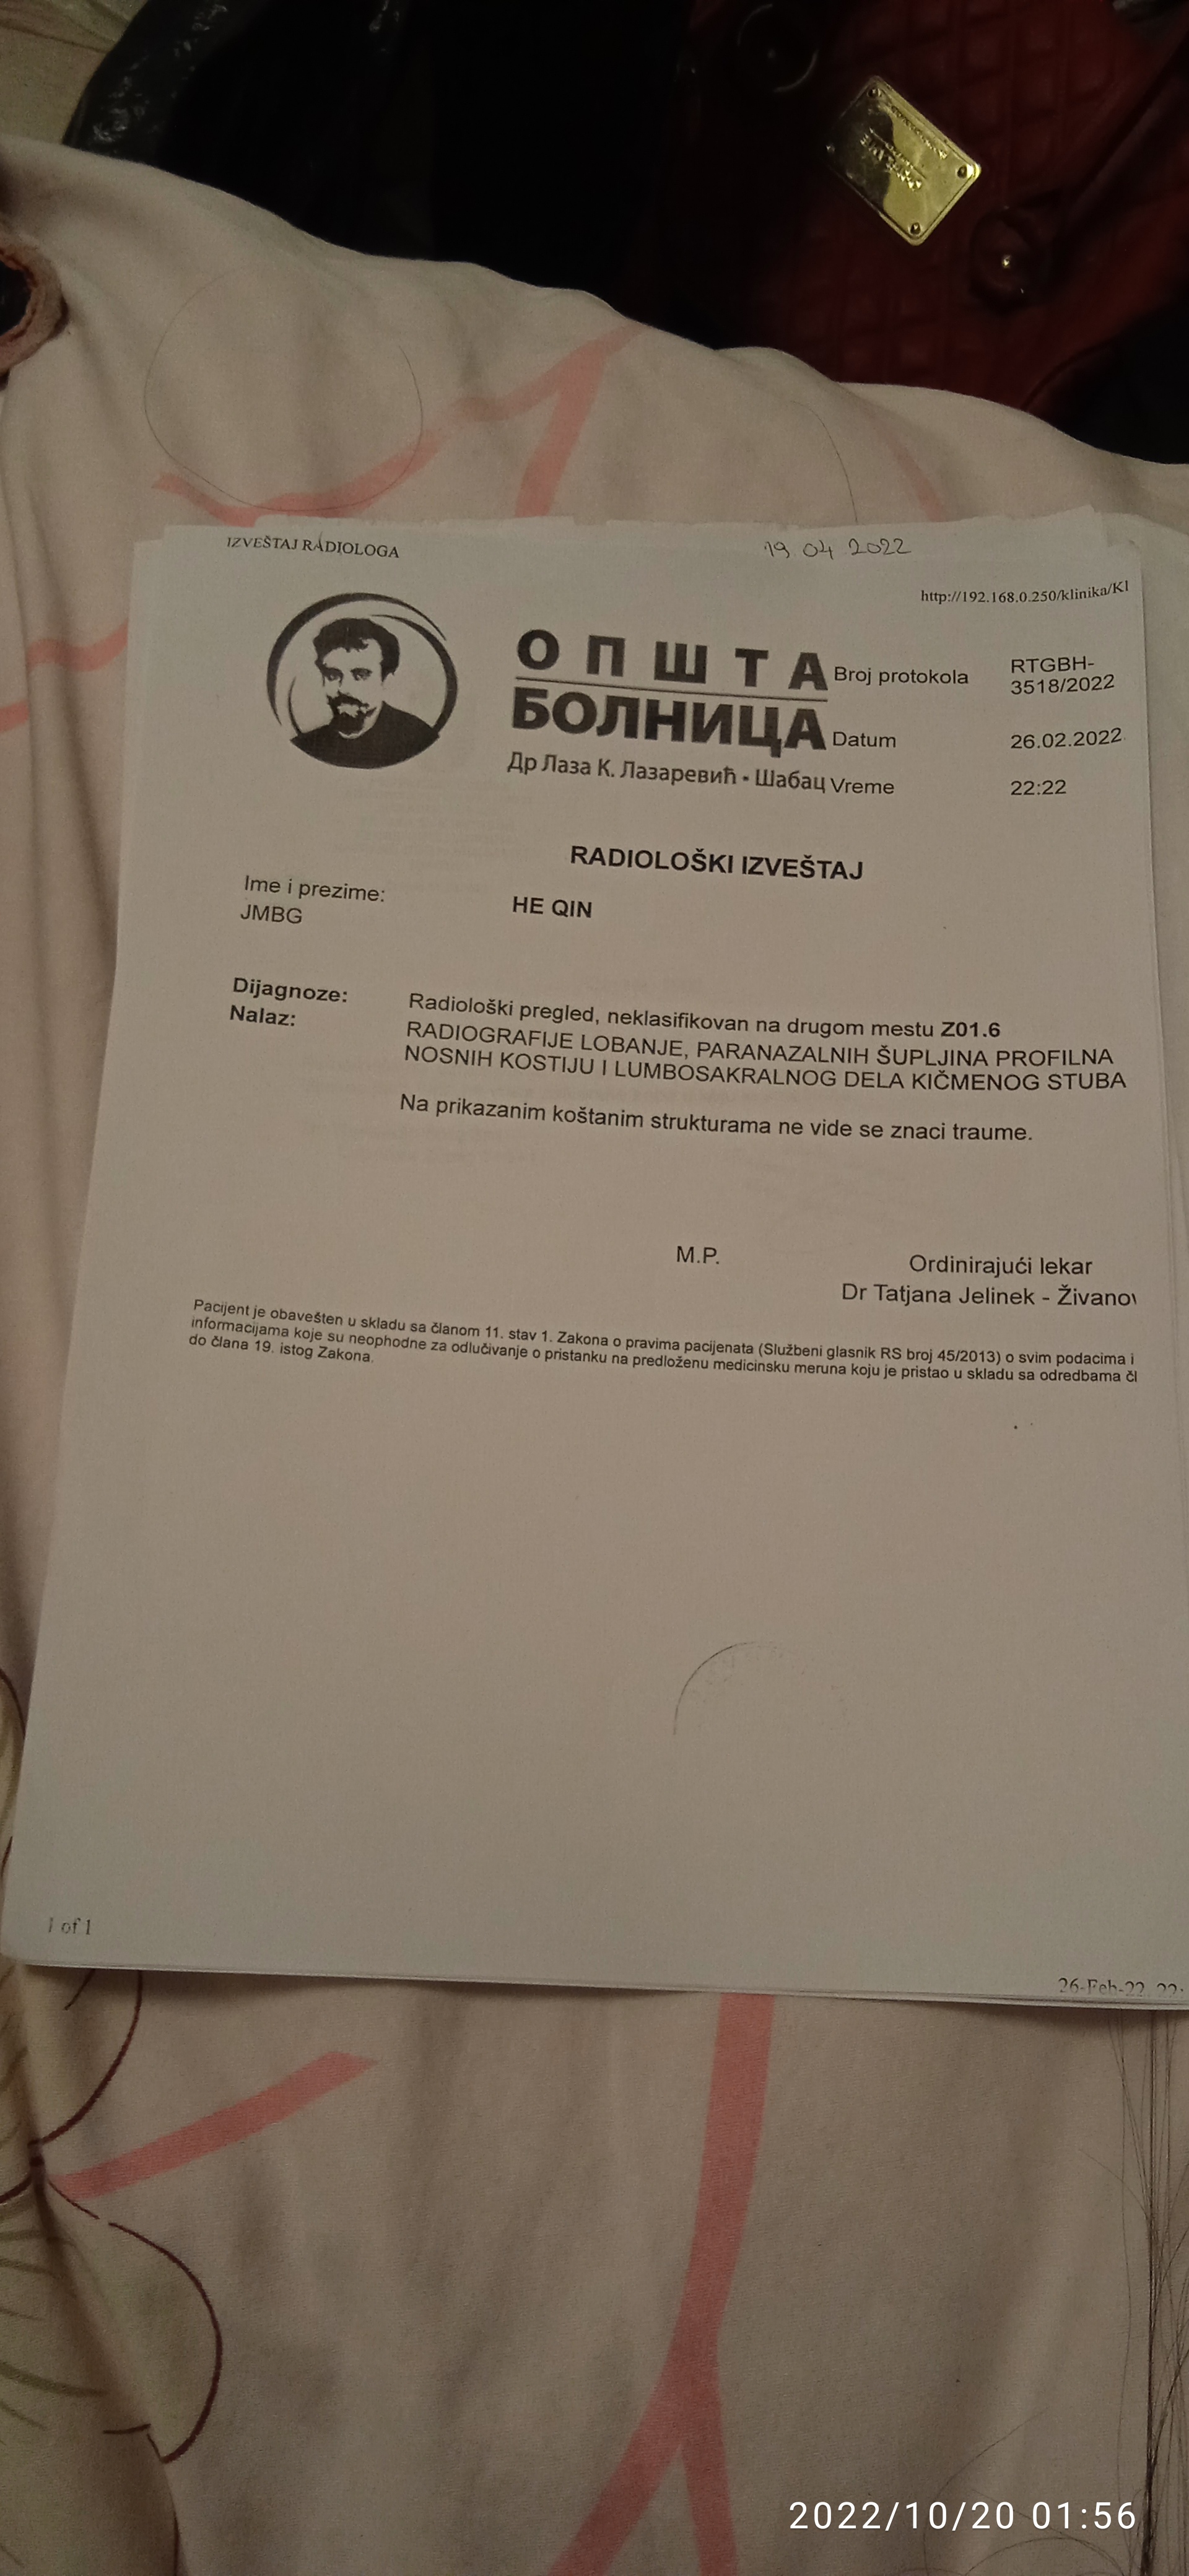 IZVEŠTAJ RADIOLOGA
19 04 2022
http://192.168.0.250/klinika/Kl
ОПШТА
БОЛНИЦА
Др Лаза К. Лазаревић - Шабац
Broj protokola
RTGBH-
3518/2022
Datum
26.02.2022
Vreme
22:22
RADIOLOŠKI IZVEŠTAJ
Ime i prezime:
HE QIN
JMBG
Dijagnoze:
Radiološki pregled, neklasifikovan na drugom mestu Z01.6
Nalaz:
RADIOGRAFIJE LOBANJE, PARANAZALNIH ŠUPLJINA PROFILNA
NOSNIH KOSTIJU I LUMBOSAKRALNOG DELA KIČMENOG STUBA
Na prikazanim koštanim strukturama ne vide se znaci traume.
M.P.
Ordinirajući lekar
Dr Tatjana Jelinek - Živanov
Pacijent je obavešten u skladu sa članom 11. stav 1. Zakona o pravima pacijenata (Službeni glasnik RS broj 45/2013) o svim podacima i
informacijama koje su neophodne za odlučivanje o pristanku na predloženu medicinsku meruna koju je pristao u skladu sa odredbama čl
do člana 19. istog Zakona.
1 of 1
26-Feb-22 22:
2022/10/20 01:56